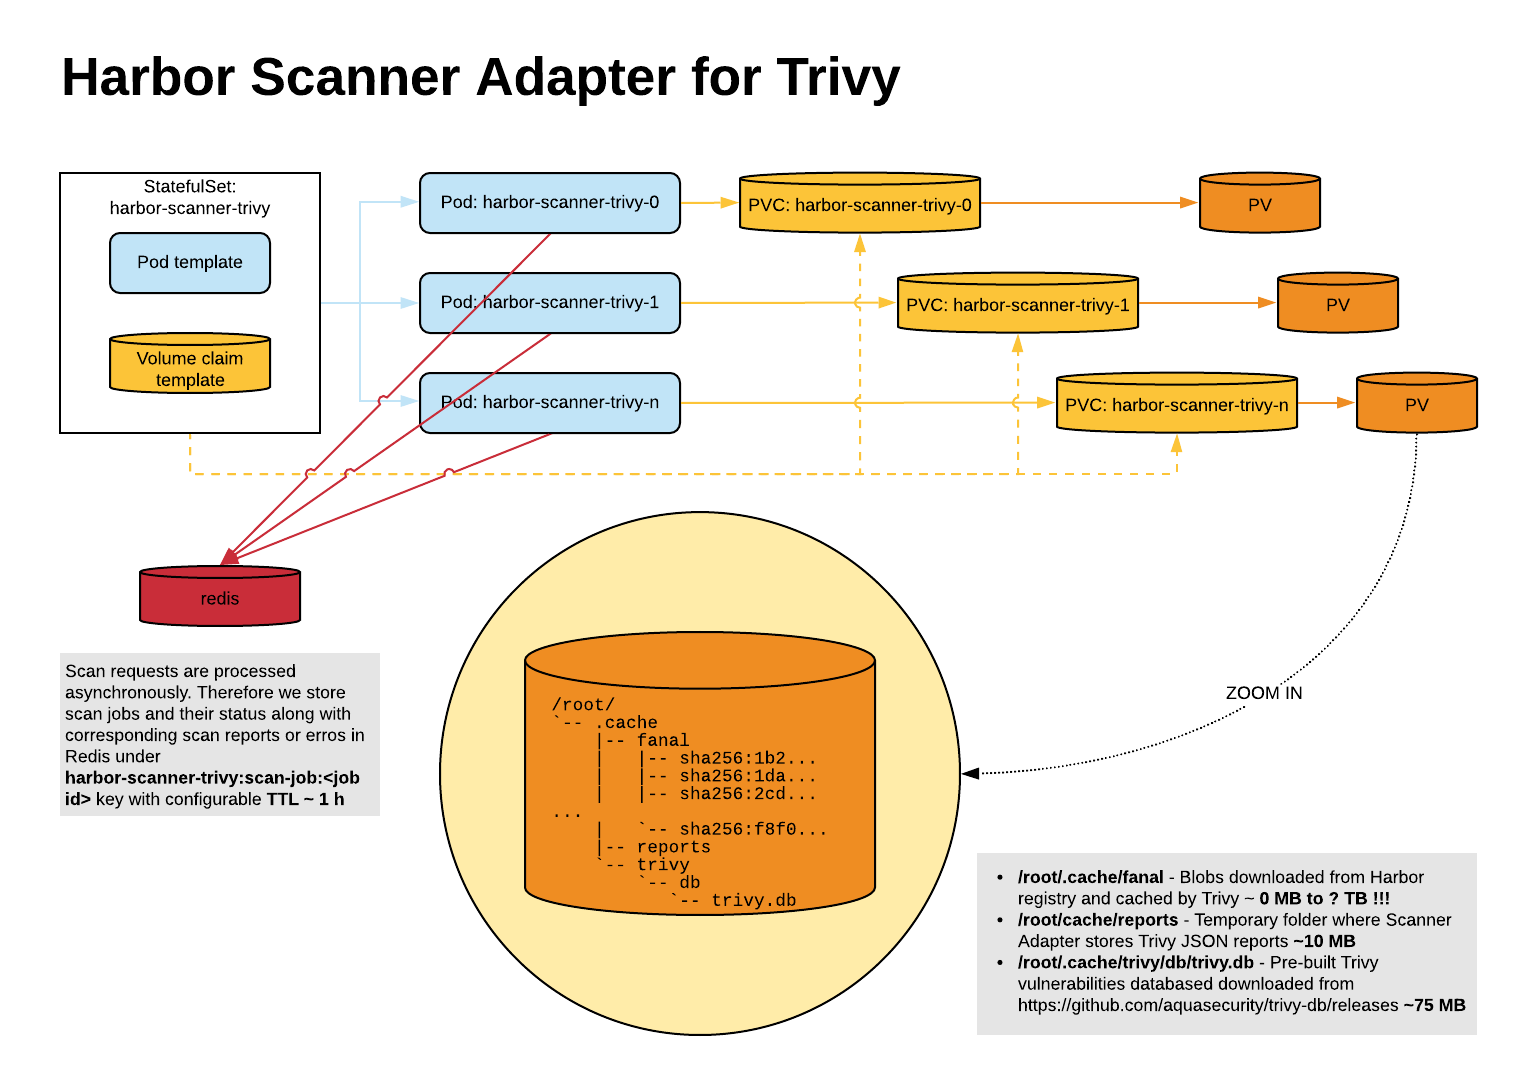 Harbor Scanner Adapter for Trivy
StatefulSet:
harbor-scanner-trivy
Pod template
Volume claim
template
Pod: harbor-scanner-trivy-0
PVC: harbor-scanner-trivy-0
PV
Pod: harbor-scanner-trivy-1
PVC: harbor-scanner-trivy-1
PV
Pod: harbor-scanner-trivy-n
PVC: harbor-scanner-trivy-n
PV
redis
Scan requests are processed
asynchronously. Therefore we store
scan jobs and their status along with
corresponding scan reports or erros in
Redis under
harbor-scanner-trivy:scan-job:<job
id> key with configurable TTL ~ 1 h
ZOOM IN
/root/
`-- .cache
    |-- fanal
    |   |-- sha256:1b2...
    |   |-- sha256:1da...
    |   |-- sha256:2cd...
...
    |   `-- sha256:f8f0...
    |-- reports
    `-- trivy
        `-- db
           `-- trivy.db
• /root/.cache/fanal - Blobs downloaded from Harbor
registry and cached by Trivy ~ 0 MB to ? TB !!!
• /root/cache/reports - Temporary folder where Scanner
Adapter stores Trivy JSON reports ~10 MB
• /root/.cache/trivy/db/trivy.db - Pre-built Trivy
vulnerabilities databased downloaded from
https://github.com/aquasecurity/trivy-db/releases ~75 MB